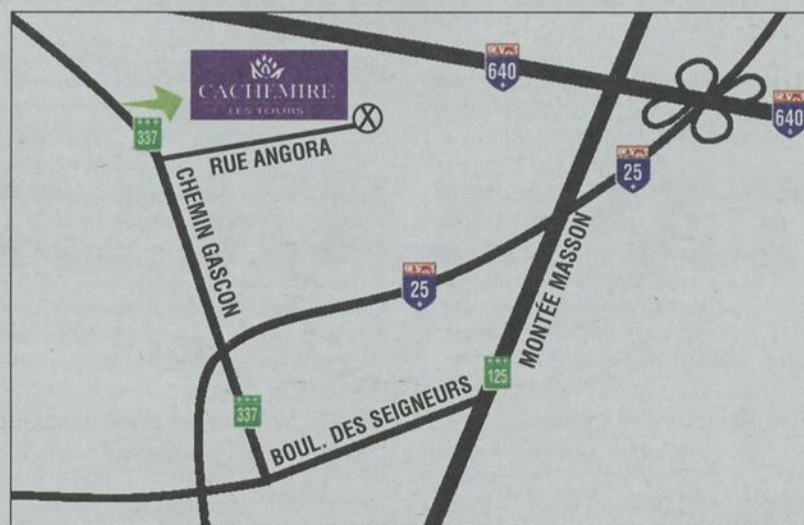 640
CACHEMIRE
LES TOURS
640
337
X
RUE ANGORA
25
CHEMIN GASCON
25
MONTÉE MASSON
125
337
BOUL. DES SEIGNEURS